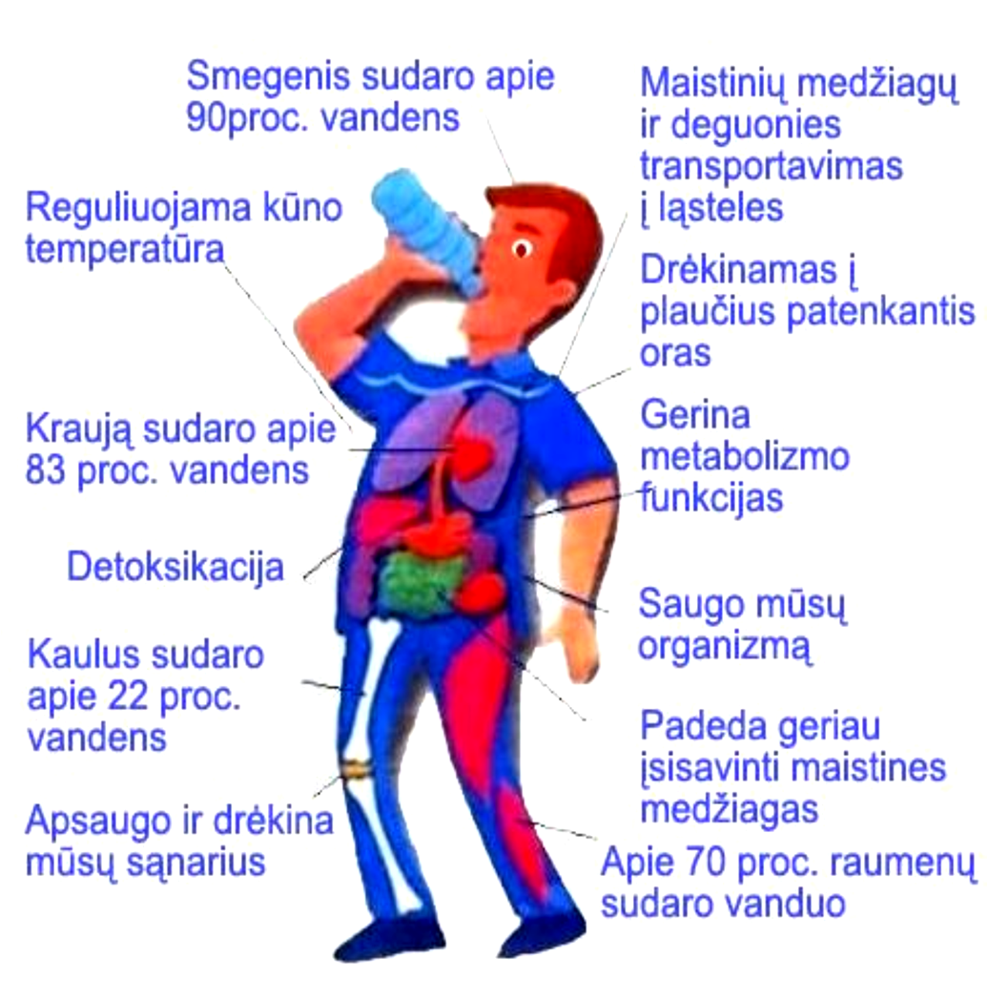 Smegenis sudaro apie
90proc. vandens
Reguliuojama kūno
temperatūra
Kraują sudaro apie
83 proc. vandens
Detoksikacija
Kaulus sudaro
apie 22 proc.
vandens
Apsaugo ir drėkina
mūsų sąnarius
Maistinių medžiagų
ir deguonies
transportavimas
į ląsteles
Drėkinamas į
plaučius patenkantis
oras
Gerina
metabolizmo
funkcijas
Saugo mūsų
organizmą
Padeda geriau
įsisavinti maistines
medžiagas
Apie 70 proc. raumenų
sudaro vanduo